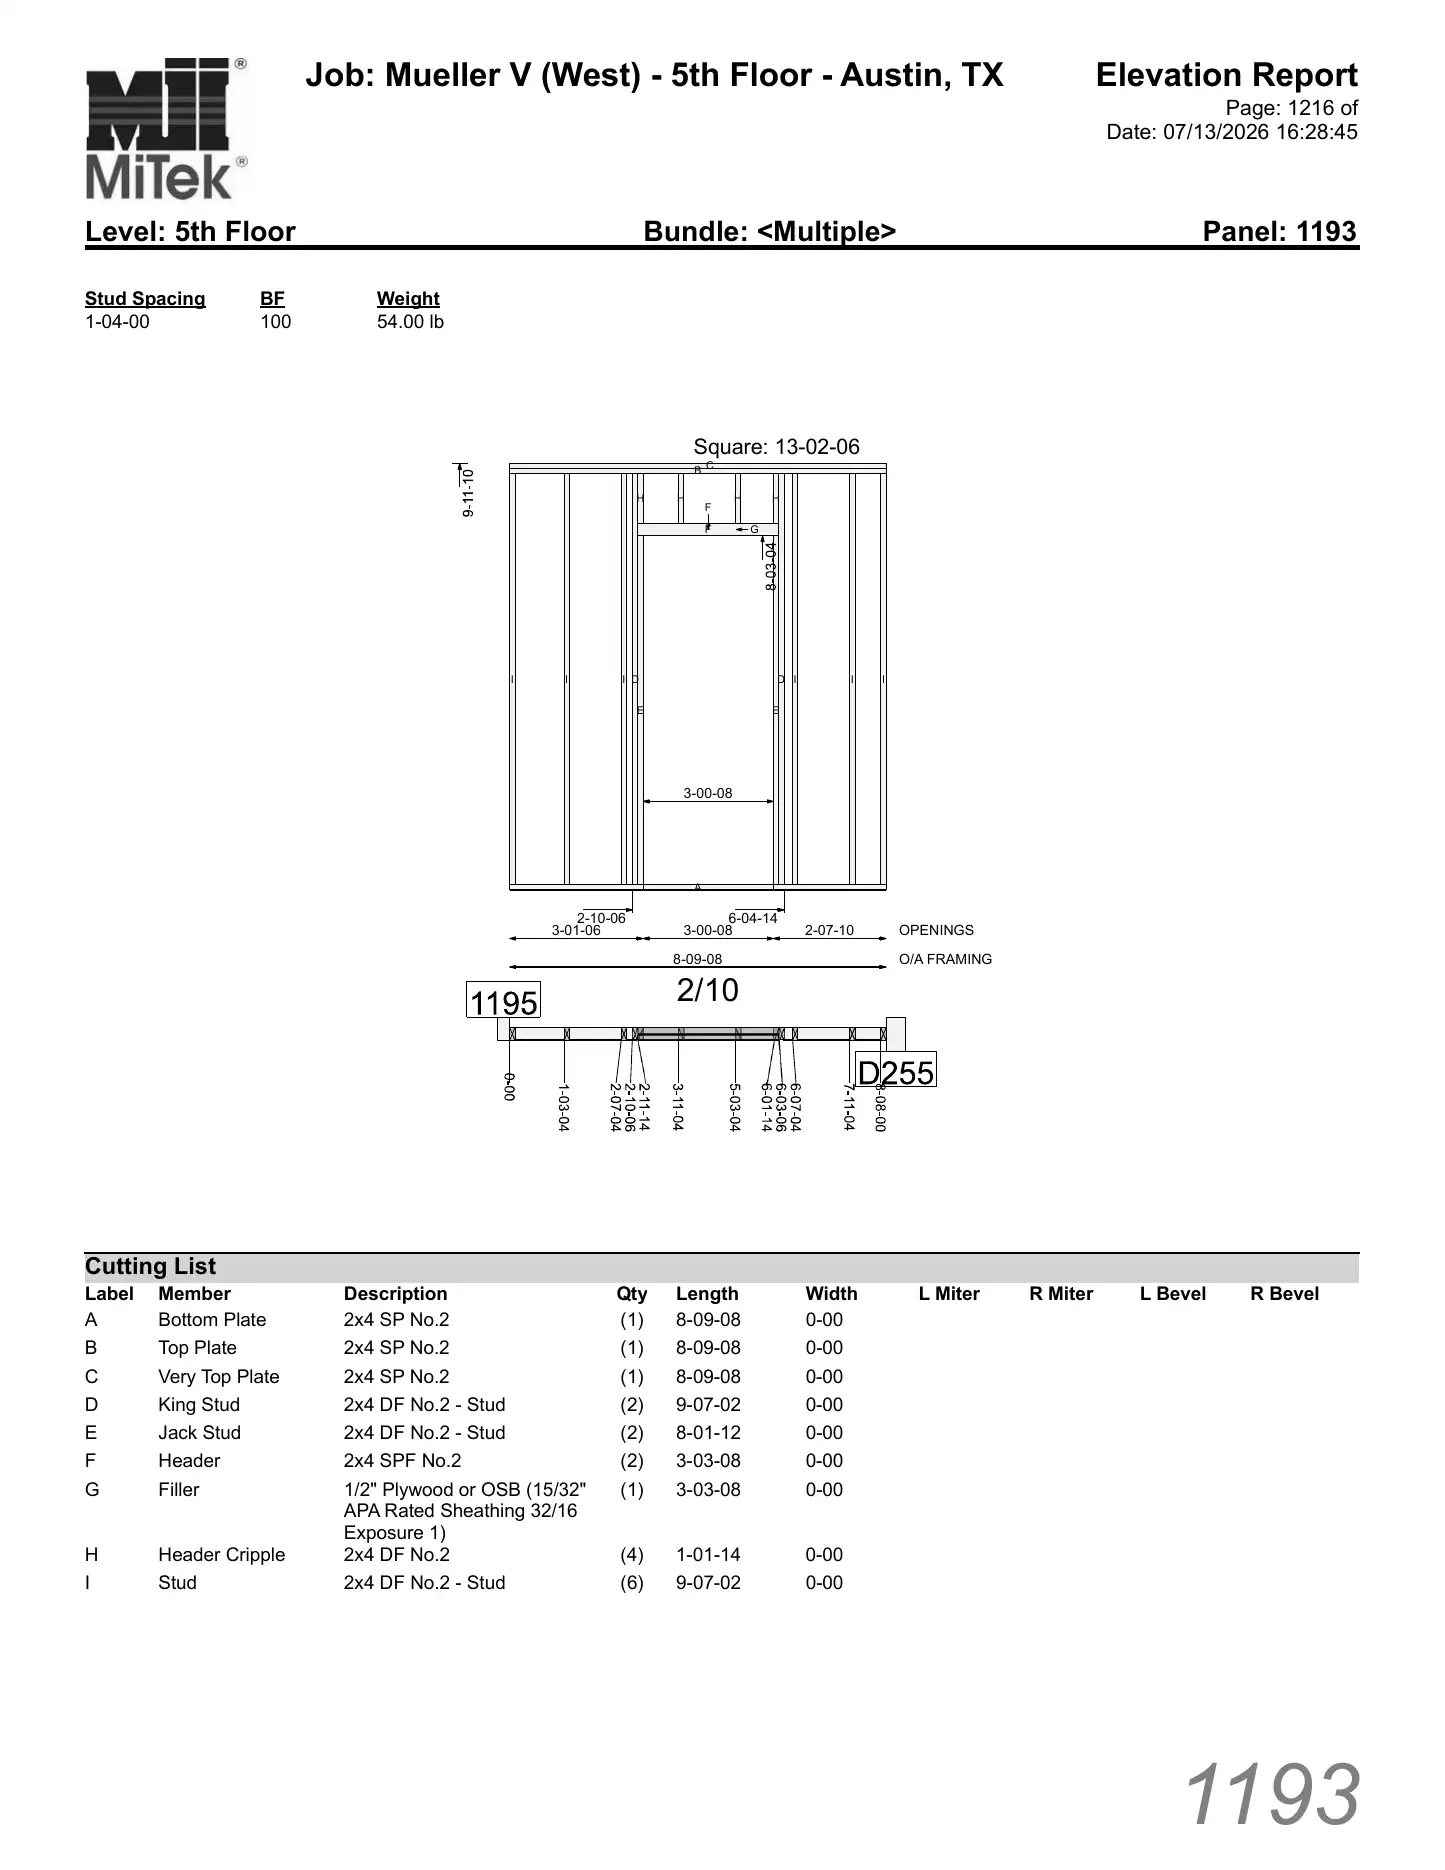 MiTek®
Job: Mueller V (West) - 5th Floor - Austin, TX
Elevation Report
Page: 1216 of
Date: 07/13/2026 16:28:45
Level: 5th Floor Bundle: <Multiple> Panel: 1193
Stud Spacing BF Weight
1-04-00 100 54.00 lb
Square: 13-02-06
9-11-10
B C
F
F G
8-03-04
I I I D D I I I
E E
3-00-08
A
2-10-06 6-04-14
3-01-06 3-00-08 2-07-10 OPENINGS
8-09-08 O/A FRAMING
2/10
1195
D255
0-00 1-03-04 2-07-04 2-10-06 2-11-14 3-11-04 5-03-04 6-01-14 6-03-06 6-07-04 7-11-04 8-08-00
Cutting List
Label Member Description Qty Length Width L Miter R Miter L Bevel R Bevel
A Bottom Plate 2x4 SP No.2 (1) 8-09-08 0-00
B Top Plate 2x4 SP No.2 (1) 8-09-08 0-00
C Very Top Plate 2x4 SP No.2 (1) 8-09-08 0-00
D King Stud 2x4 DF No.2 - Stud (2) 9-07-02 0-00
E Jack Stud 2x4 DF No.2 - Stud (2) 8-01-12 0-00
F Header 2x4 SPF No.2 (2) 3-03-08 0-00
G Filler 1/2" Plywood or OSB (15/32" (1) 3-03-08 0-00
APA Rated Sheathing 32/16
Exposure 1)
H Header Cripple 2x4 DF No.2 (4) 1-01-14 0-00
I Stud 2x4 DF No.2 - Stud (6) 9-07-02 0-00
1193